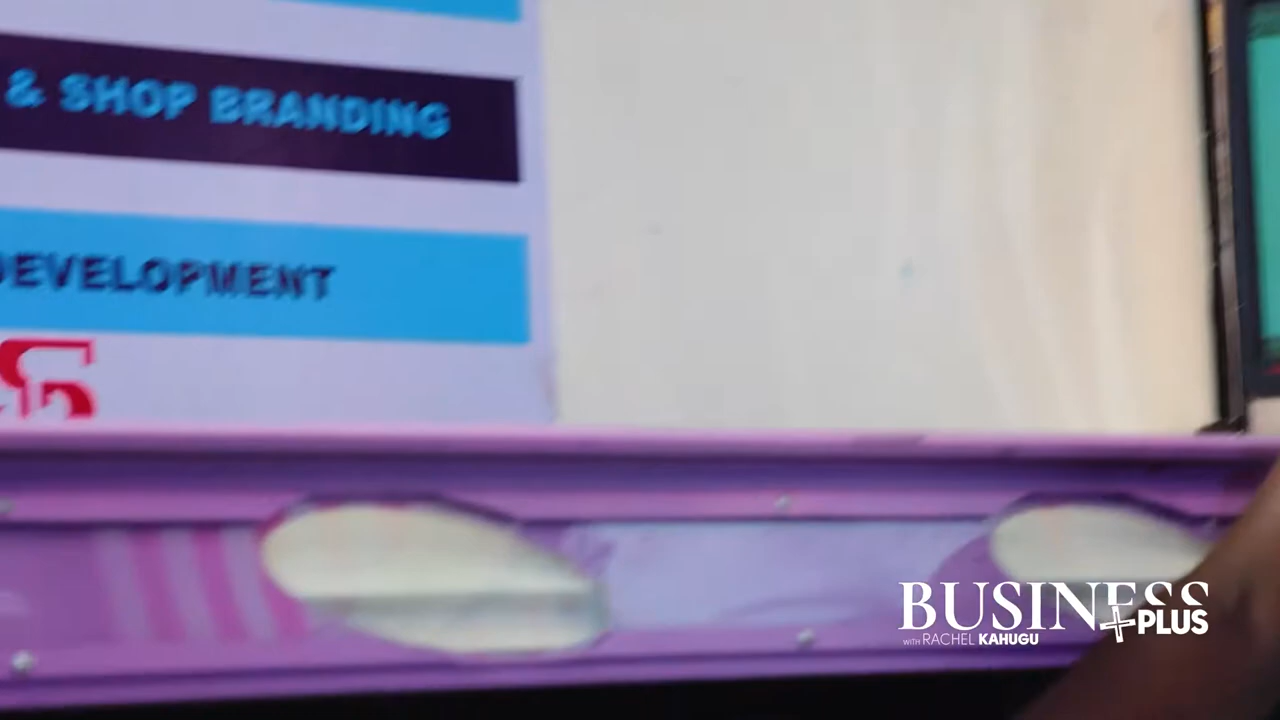 & SHOP BRANDING
DEVELOPMENT
BUSINESS
+PLUS
WITH RACHEL KAHUGU